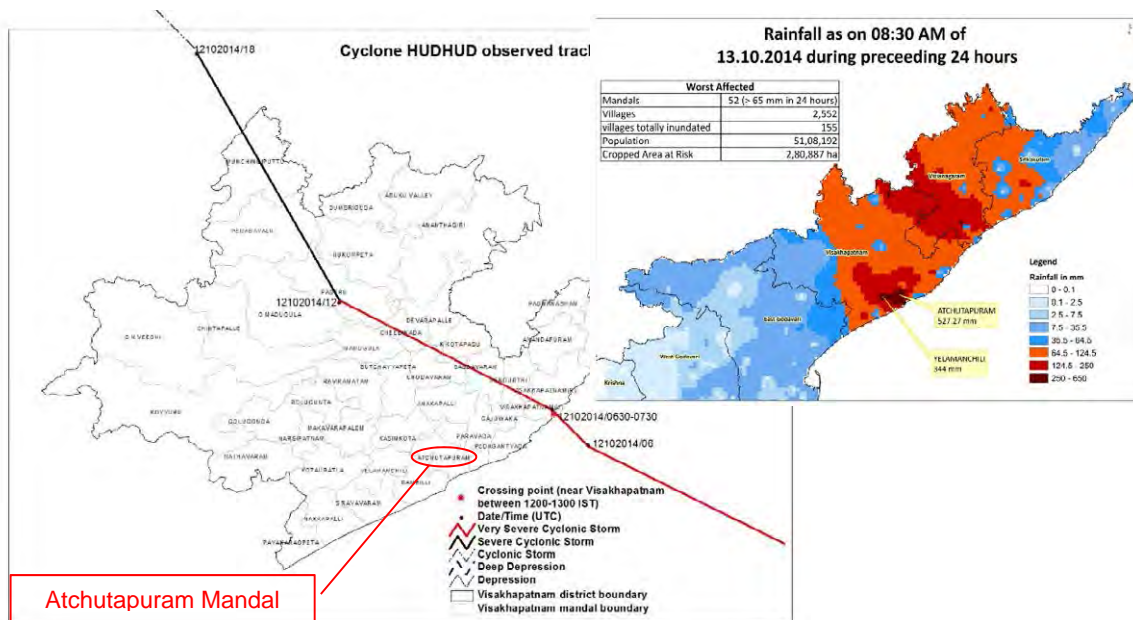 12102014/18
Cyclone HUDHUD observed trac
MUNCHINGIPUTTU
ARUKU VALLEY
DUMBRIGUDA
ANANTHAGIRI
PEDABAYALU
HUKUMPETA
PADERU
12102014/12
G.MADUGULA
DEVARAPALLE
CHINTHAPALLE
CHEEDIKADA
G K VEEDHI
K KOTAPADU
MADUGULA
ANANDAPURAM
BUTCHAYYAPETA
SABBAVARAM
CHODAVARAM
RAVIKAMATAM
ANAKAPALLI
GAJUWAKA
12102014/0630-0730
ROLUGUNTA
KOYYURU
GOLUGONDA
MAKAVARAPALEM
KASIMKOTA
PARAVADA
PEDAGANTYADA
12102014/06
NARSIPATNAM
ATCHUTAPURAM
NATHAVARAM
KOTAURATLA
YELAMANCHILI
RAMBILLI
S RAYAVARAM
NAKKAPALLI
PAYAKARAOPETA
Crossing point (near Visakhapatnam
between 1200-1300 IST)
Date/Time (UTC)
Very Severe Cyclonic Storm
Severe Cyclonic Storm
Cyclonic Storm
Deep Depression
Depression
Visakhapatnam district boundary
Visakhapatnam mandal boundary
Atchutapuram Mandal
Rainfall as on 08:30 AM of
13.10.2014 during preceeding 24 hours
Worst Affected
Mandals 52 (> 65 mm in 24 hours)
Villages 2,552
villages totally inundated 155
Population 51,08,192
Cropped Area at Risk 2,80,887 ha
Srikakulam
Vizianagaram
Visakhapatnam
East Godavari
West Godavari
Krishna
ATCHUTAPURAM
527.27 mm
YELAMANCHILI
344 mm
Legend
Rainfall in mm
0 - 0.1
0.1 - 2.5
2.5 - 7.5
7.5 - 35.5
35.5 - 64.5
64.5 - 124.5
124.5 - 250
250 - 650